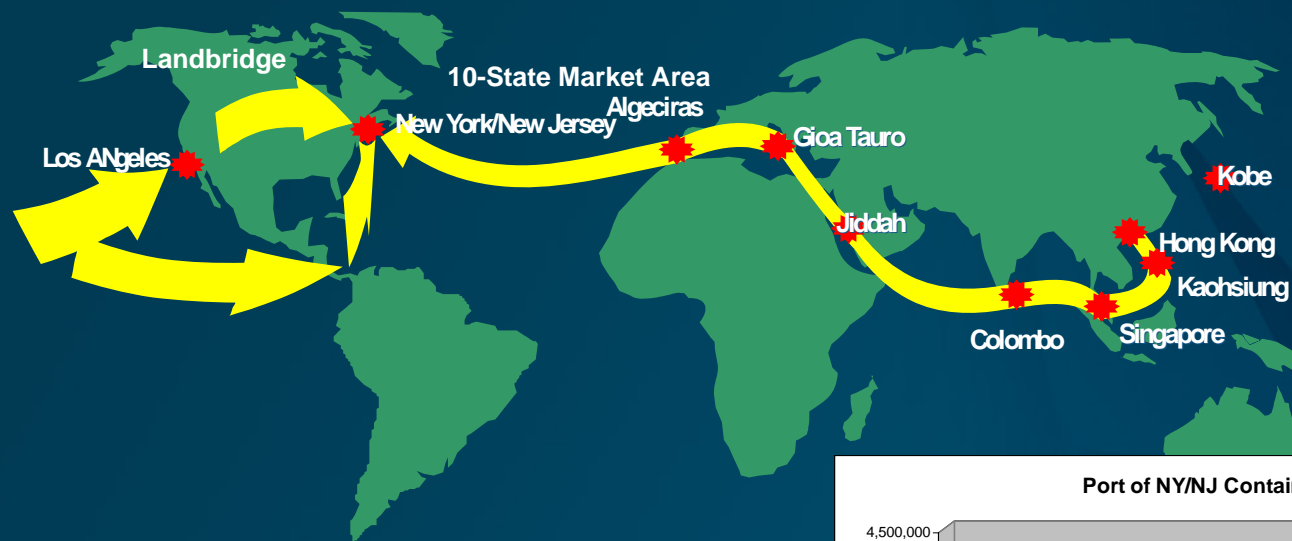 Landbridge
10-State Market Area
Algeciras
New York/New Jersey
Gioa Tauro
Los ANgeles
Kobe
Jiddah
Hong Kong
Kaohsiung
Colombo
Singapore
Port of NY/NJ Contai
4,500,000